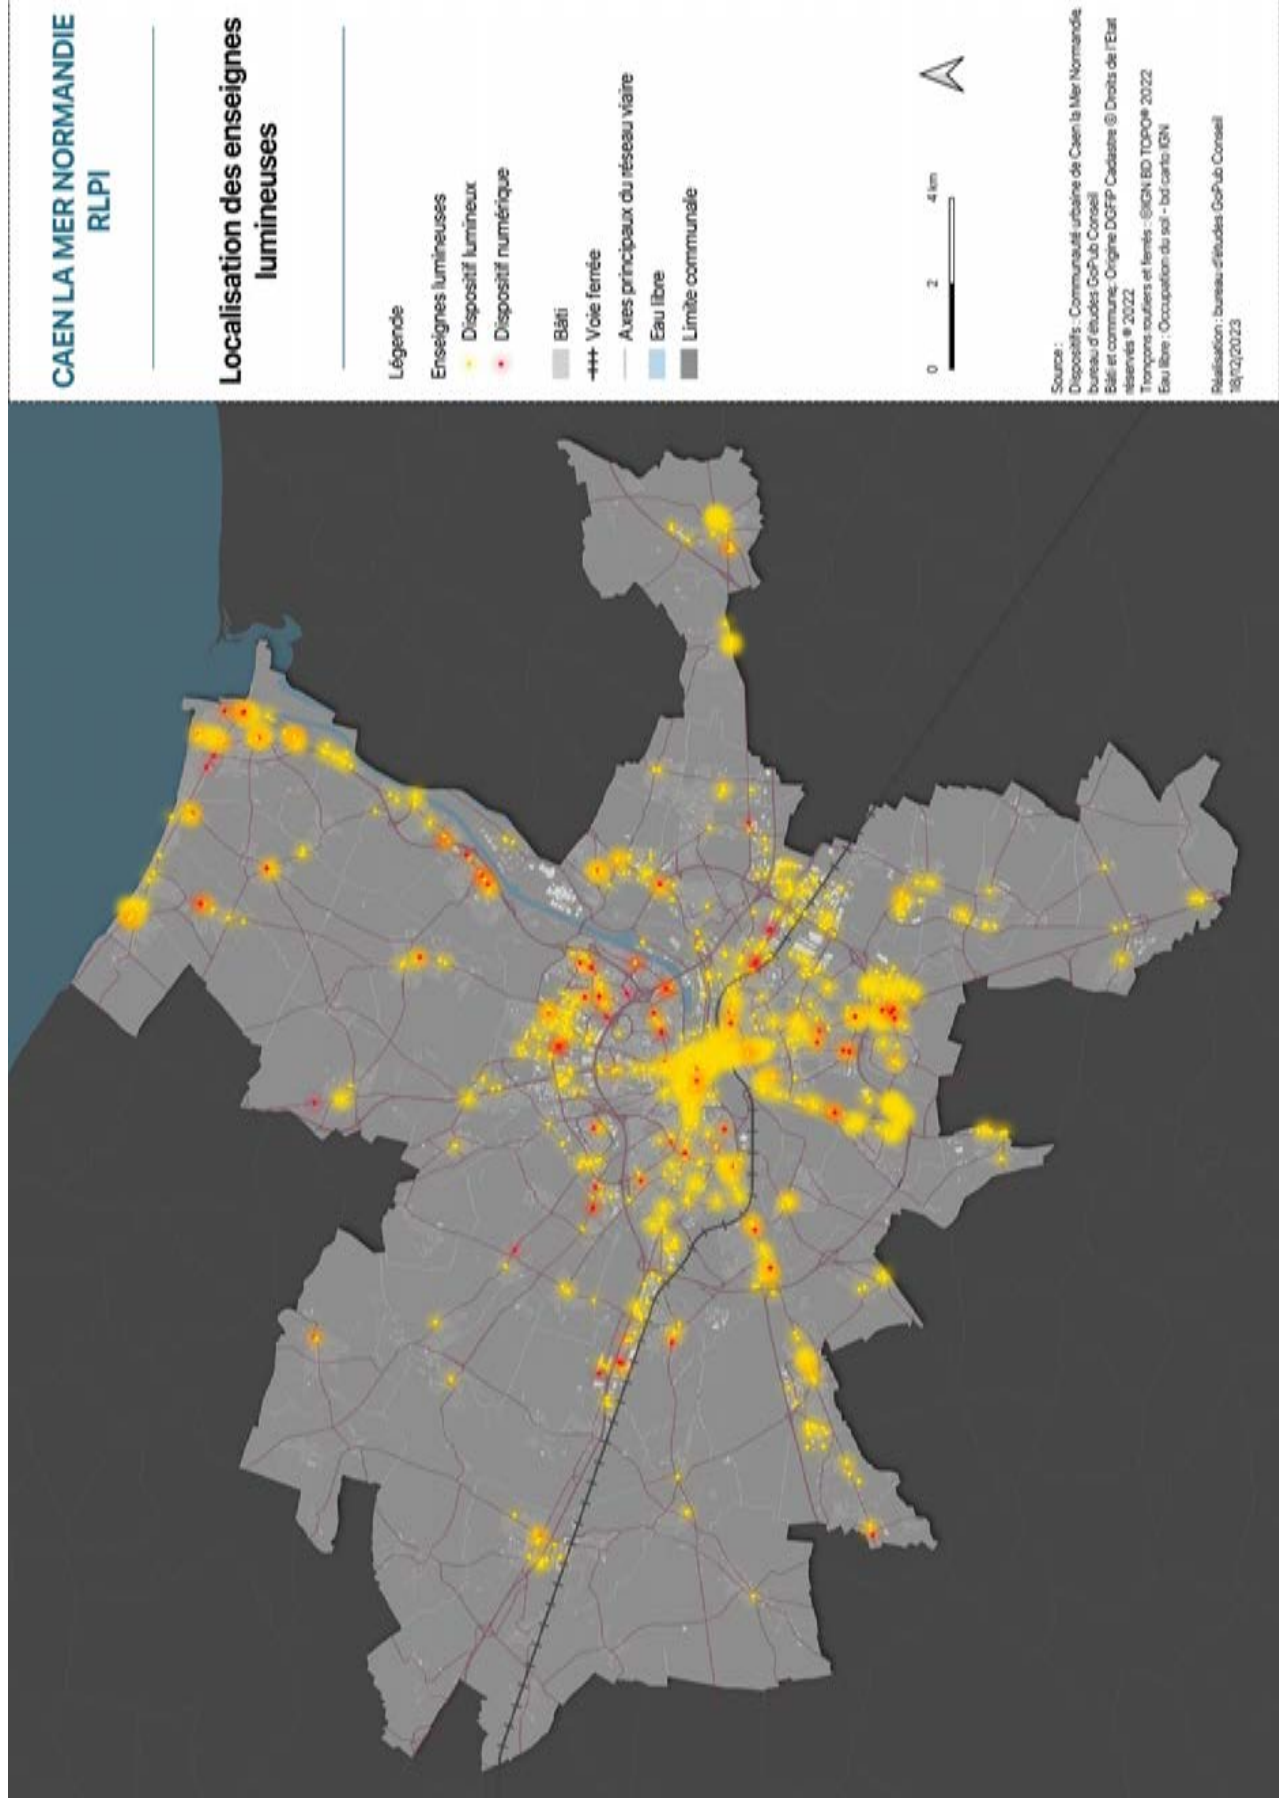 CAEN LA MER NORMANDIE
RLPI
Localisation des enseignes
lumineuses
Légende
Enseignes lumineuses
Dispositif lumineux
Dispositif numérique
Bâti
Voie ferrée
Axes principaux du réseau viaire
Eau libre
Limite communale
0 2 4 km
Source :
Dispositifs : Communauté urbaine de Caen la Mer Normandie,
bureau d'études GoPub Conseil
Bâti et commune; Origine DGFiP Cadastre © Droits de l'Etat
réservés ® 2022
Tronçons routiers et ferrés : ©IGN BD TOPO® 2022
Eau libre : Occupation du sol - bd carto IGN
Réalisation : bureau d'études GoPub Conseil
18/12/2023